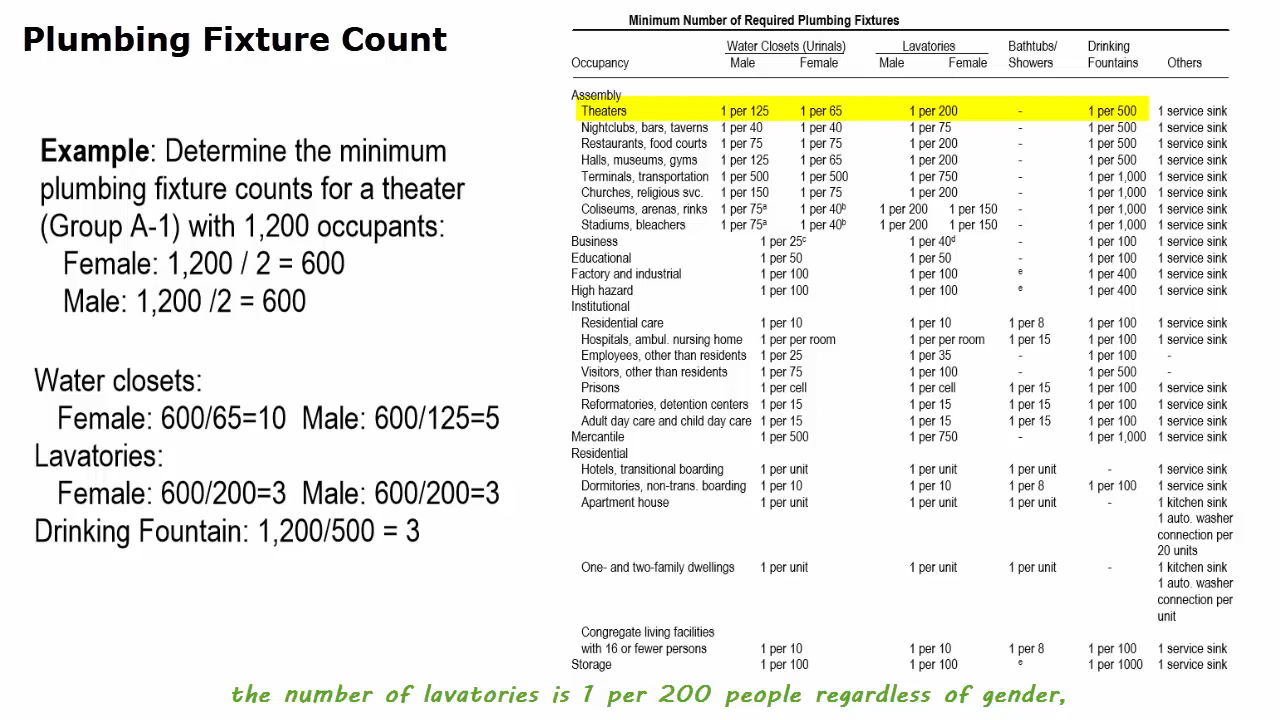 Plumbing Fixture Count
Example: Determine the minimum
plumbing fixture counts for a theater
(Group A-1) with 1,200 occupants:
Female: 1,200 / 2 = 600
Male: 1,200 /2 = 600
Water closets:
Female: 600/65=10 Male: 600/125=5
Lavatories:
Female: 600/200=3 Male: 600/200=3
Drinking Fountain: 1,200/500 = 3
Minimum Number of Required Plumbing Fixtures
Water Closets (Urinals) Lavatories Bathtubs/ Drinking
Occupancy Male Female Male Female Showers Fountains Others
Assembly
Theaters 1 per 125 1 per 65 1 per 200 - 1 per 500 1 service sink
Nightclubs, bars, taverns 1 per 40 1 per 40 1 per 75 - 1 per 500 1 service sink
Restaurants, food courts 1 per 75 1 per 75 1 per 200 - 1 per 500 1 service sink
Halls, museums, gyms 1 per 125 1 per 65 1 per 200 - 1 per 500 1 service sink
Terminals, transportation 1 per 500 1 per 500 1 per 750 - 1 per 1,000 1 service sink
Churches, religious svc. 1 per 150 1 per 75 1 per 200 - 1 per 1,000 1 service sink
Coliseums, arenas, rinks 1 per 75ᵃ 1 per 40ᵇ 1 per 200 1 per 150 - 1 per 1,000 1 service sink
Stadiums, bleachers 1 per 75ᵃ 1 per 40ᵇ 1 per 200 1 per 150 - 1 per 1,000 1 service sink
Business 1 per 25ᶜ 1 per 40ᵈ - 1 per 100 1 service sink
Educational 1 per 50 1 per 50 - 1 per 100 1 service sink
Factory and industrial 1 per 100 1 per 100 ᵉ 1 per 400 1 service sink
High hazard 1 per 100 1 per 100 ᵉ 1 per 400 1 service sink
Institutional
Residential care 1 per 10 1 per 10 1 per 8 1 per 100 1 service sink
Hospitals, ambul. nursing home 1 per per room 1 per per room 1 per 15 1 per 100 1 service sink
Employees, other than residents 1 per 25 1 per 35 - 1 per 100 -
Visitors, other than residents 1 per 75 1 per 100 - 1 per 500 -
Prisons 1 per cell 1 per cell 1 per 15 1 per 100 1 service sink
Reformatories, detention centers 1 per 15 1 per 15 1 per 15 1 per 100 1 service sink
Adult day care and child day care 1 per 15 1 per 15 1 per 15 1 per 100 1 service sink
Mercantile 1 per 500 1 per 750 - 1 per 1,000 1 service sink
Residential
Hotels, transitional boarding 1 per unit 1 per unit 1 per unit - 1 service sink
Dormitories, non-trans. boarding 1 per 10 1 per 10 1 per 8 1 per 100 1 service sink
Apartment house 1 per unit 1 per unit 1 per unit - 1 kitchen sink
1 auto. washer
connection per
20 units
One- and two-family dwellings 1 per unit 1 per unit 1 per unit - 1 kitchen sink
1 auto. washer
connection per
unit
Congregate living facilities
with 16 or fewer persons 1 per 10 1 per 10 1 per 8 1 per 100 1 service sink
Storage 1 per 100 1 per 100 ᵉ 1 per 1000 1 service sink
the number of lavatories is 1 per 200 people regardless of gender,